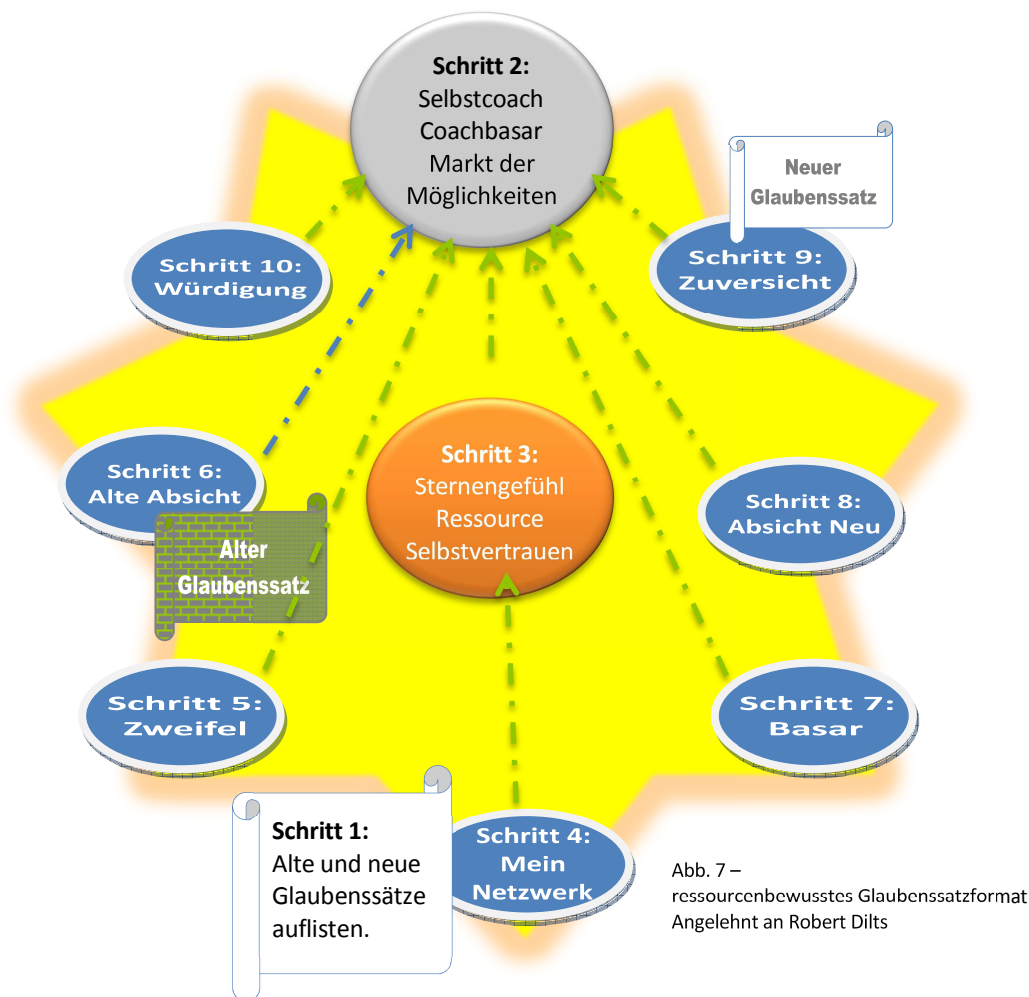 Schritt 2:
Selbstcoach
Coachbasar
Markt der
Möglichkeiten
Neuer
Glaubenssatz
Schritt 10:
Würdigung
Schritt 9:
Zuversicht
Schritt 3:
Sternengefühl
Ressource
Selbstvertrauen
Schritt 6:
Alte Absicht
Schritt 8:
Absicht Neu
Alter
Glaubenssatz
Schritt 5:
Zweifel
Schritt 7:
Basar
Schritt 1:
Alte und neue
Glaubenssätze
auflisten.
Schritt 4:
Mein
Netzwerk
Abb. 7 –
ressourcenbewusstes Glaubenssatzformat
Angelehnt an Robert Dilts